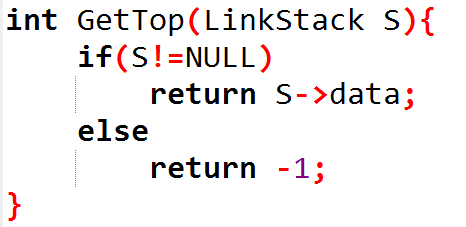 int GetTop(LinkStack S){
    if(S!=NULL)
        return S->data;
    else
        return -1;
}